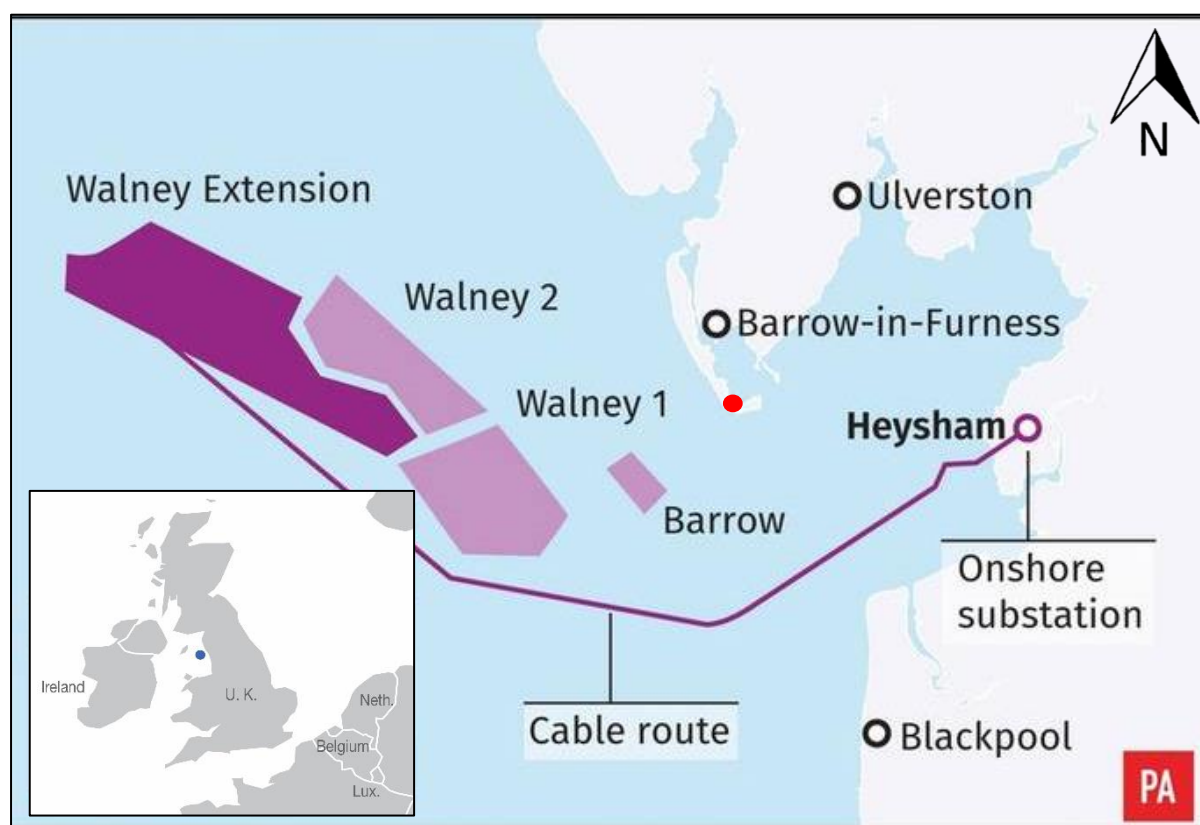 N
Walney Extension
Ulverston
Walney 2
Barrow-in-Furness
Walney 1
Heysham
Barrow
Onshore
substation
Cable route
Blackpool
PA
Ireland
U. K.
Neth.
Belgium
Lux.